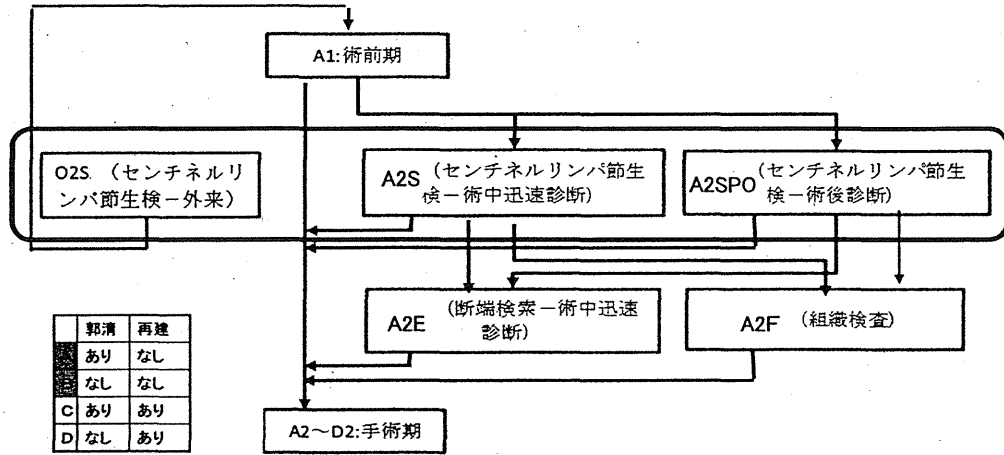 A1:術前期
O2S. (センチネルリ
ンパ節生検－外来)
A2S (センチネルリンパ節生
検－術中迅速診断)
A2SPO (センチネルリンパ節生
検－術後診断)
A2E (断端検索－術中迅速
診断)
A2F (組織検査)
郭清 再建
あり なし
なし なし
C あり あり
D なし あり
A2～D2:手術期